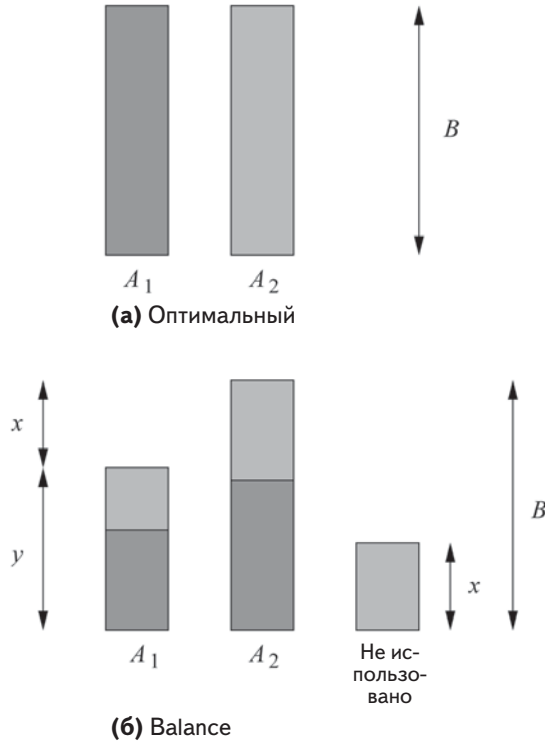 B
A1 A2
(а) Оптимальный
x
B
y
x
A1 A2
Не ис-
пользо-
вано
(б) Balance